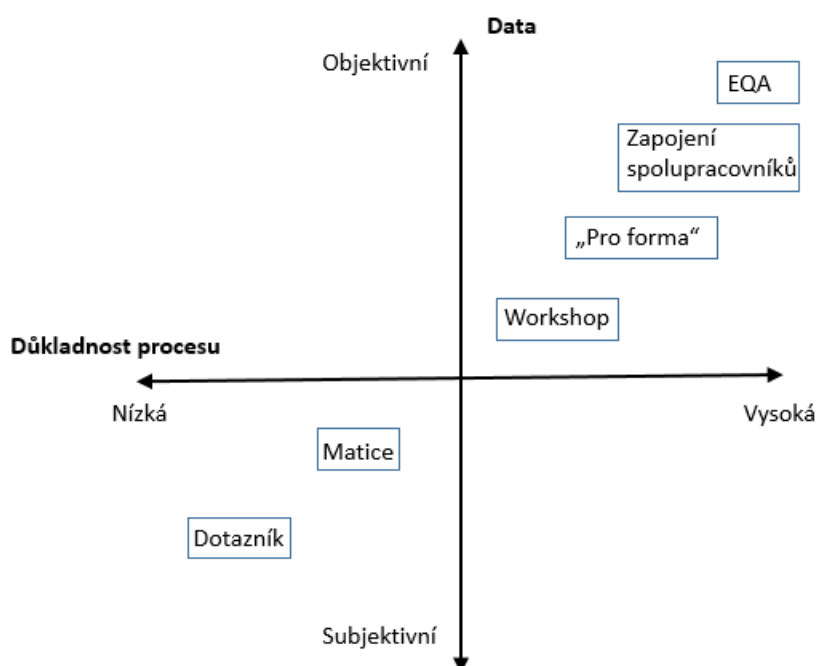 Data
Objektivní
EQA
Zapojení
spolupracovníků
„Pro forma“
Workshop
Důkladnost procesu
Nízká
Vysoká
Matice
Dotazník
Subjektivní